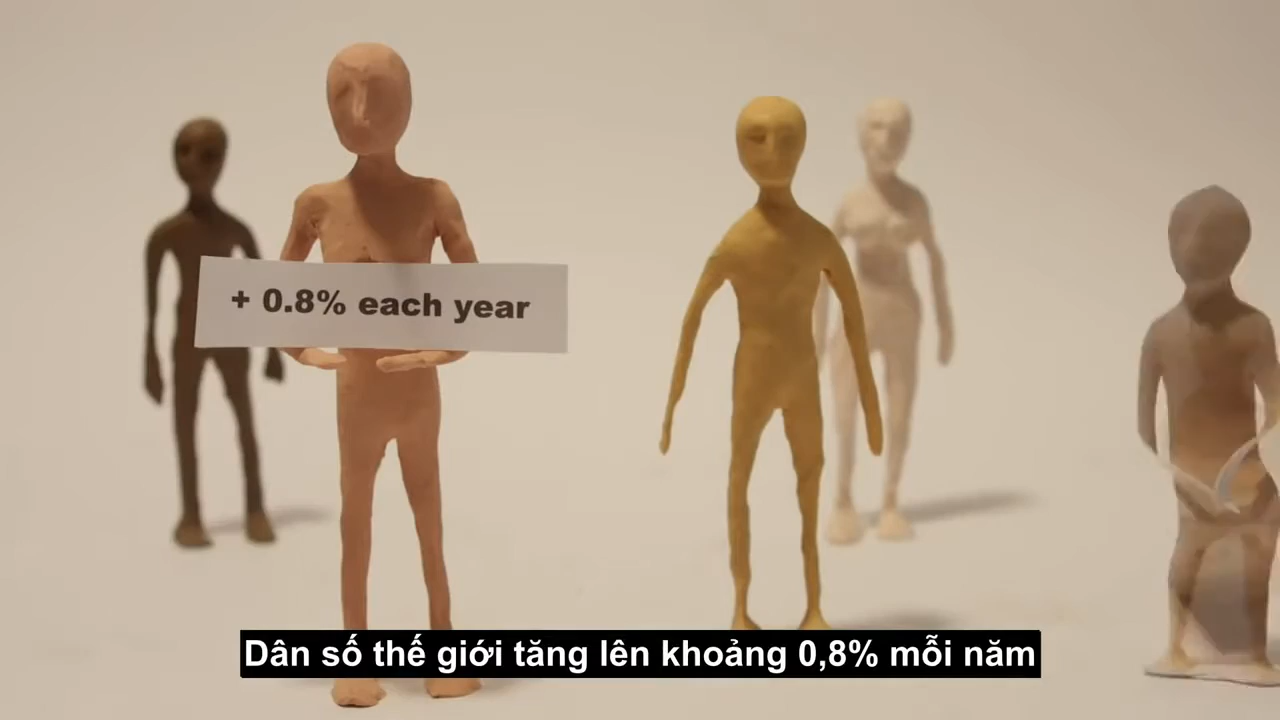 + 0.8% each year
Dân số thế giới tăng lên khoảng 0,8% mỗi năm